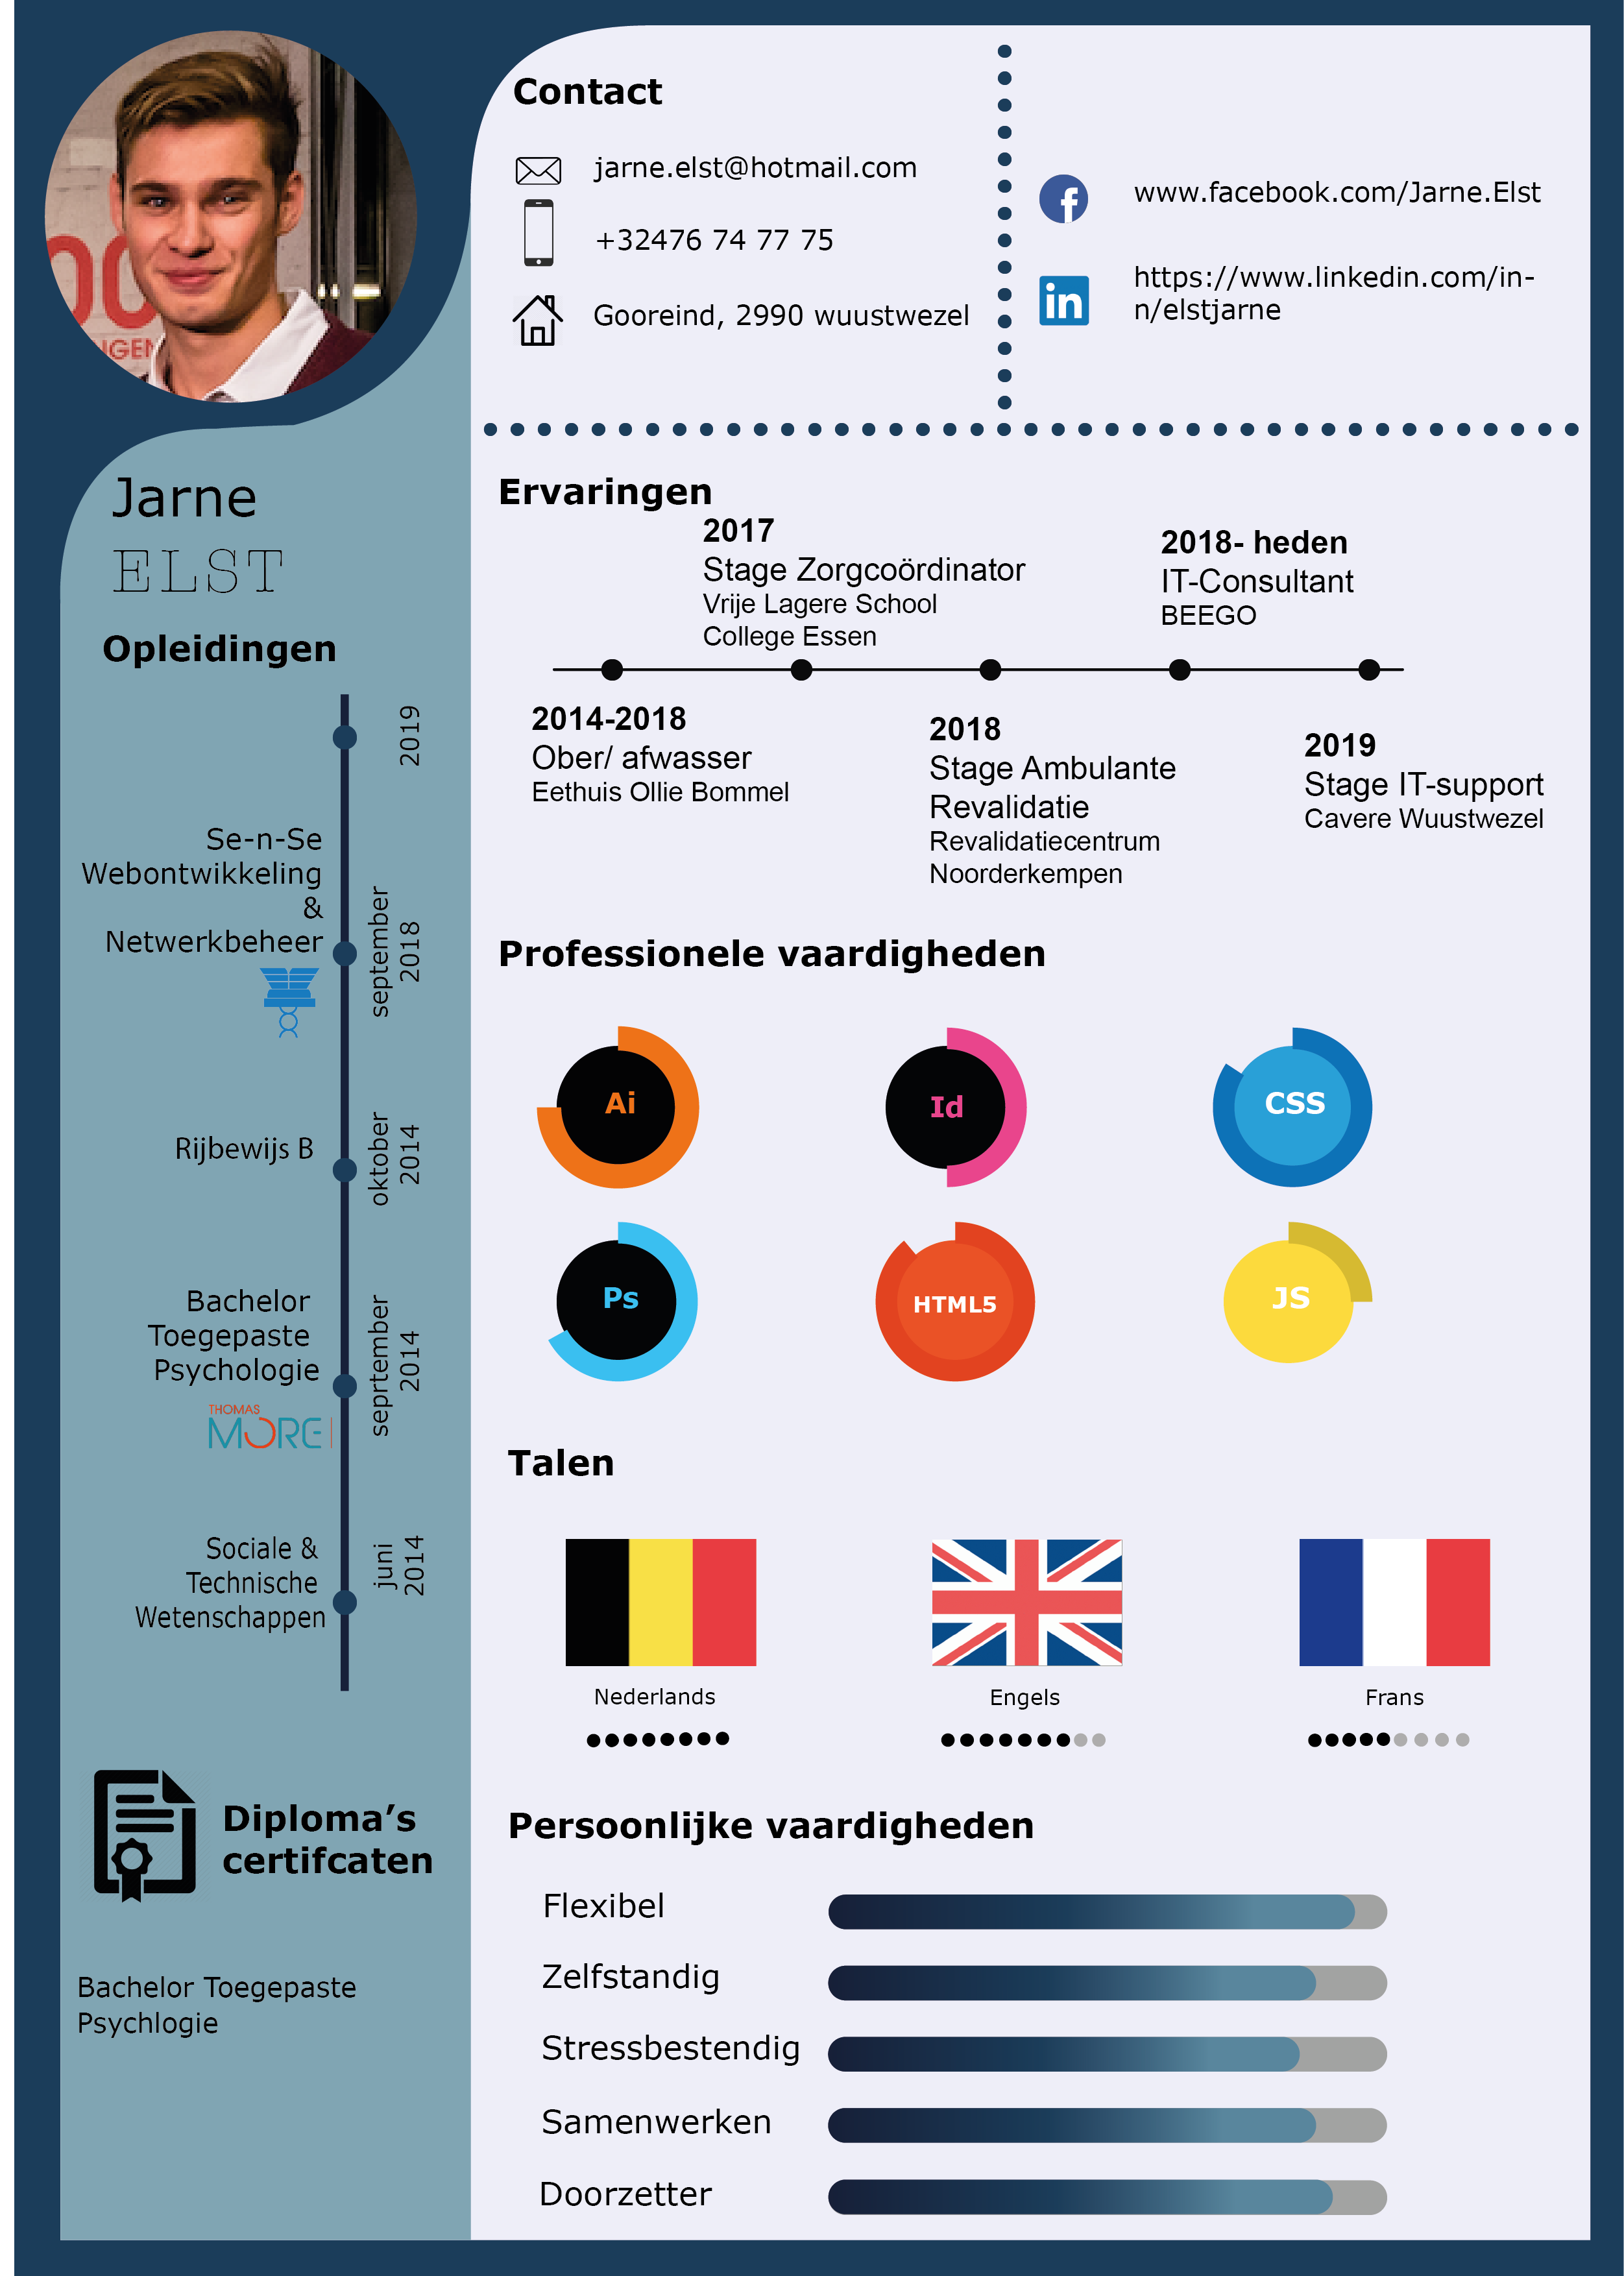 Contact
jarne.elst@hotmail.com
+32476 74 77 75
Gooreind, 2990 wuustwezel
www.facebook.com/Jarne.Elst
https://www.linkedin.com/in-
n/elstjarne
Jarne
ELST
Opleidingen
2019
Se-n-Se
Webontwikkeling
&
Netwerkbeheer
september
2018
Rijbewijs B
oktober
2014
Bachelor
Toegepaste
Psychologie
seprtember
2014
THOMAS
MORE
Sociale &
Technische
Wetenschappen
juni
2014
Diploma’s
certifcaten
Bachelor Toegepaste
Psychlogie
Ervaringen
2017
Stage Zorgcoördinator
Vrije Lagere School
College Essen
2018- heden
IT-Consultant
BEEGO
2014-2018
Ober/ afwasser
Eethuis Ollie Bommel
2018
Stage Ambulante
Revalidatie
Revalidatiecentrum
Noorderkempen
2019
Stage IT-support
Cavere Wuustwezel
Professionele vaardigheden
Ai
Id
CSS
Ps
HTML5
JS
Talen
Nederlands
Engels
Frans
Persoonlijke vaardigheden
Flexibel
Zelfstandig
Stressbestendig
Samenwerken
Doorzetter